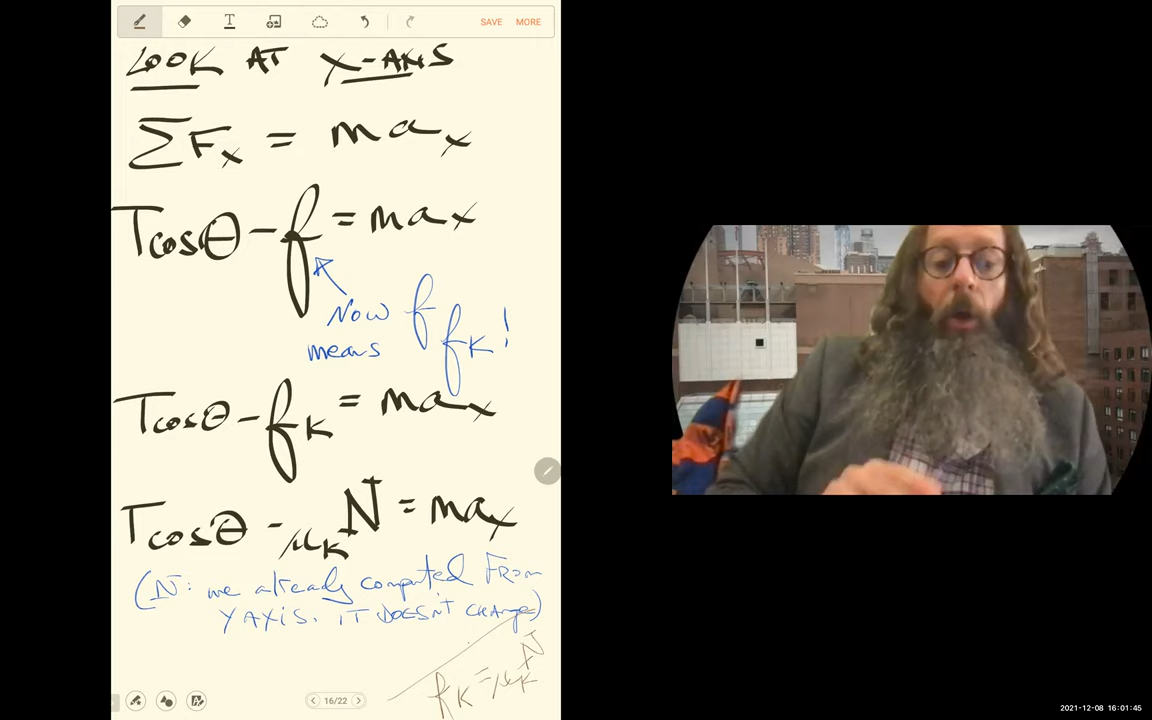 SAVE MORE
LOOK AT X-AXIS
ΣFx = max
Tcosθ - f = max
Now f
means fK!
Tcosθ - fK = max
Tcosθ - μKN = max
(N: we already computed FROM
YAXIS. IT DOESN'T CHANGE)
fK = μKN
16/22
2021-12-08 16:01:45